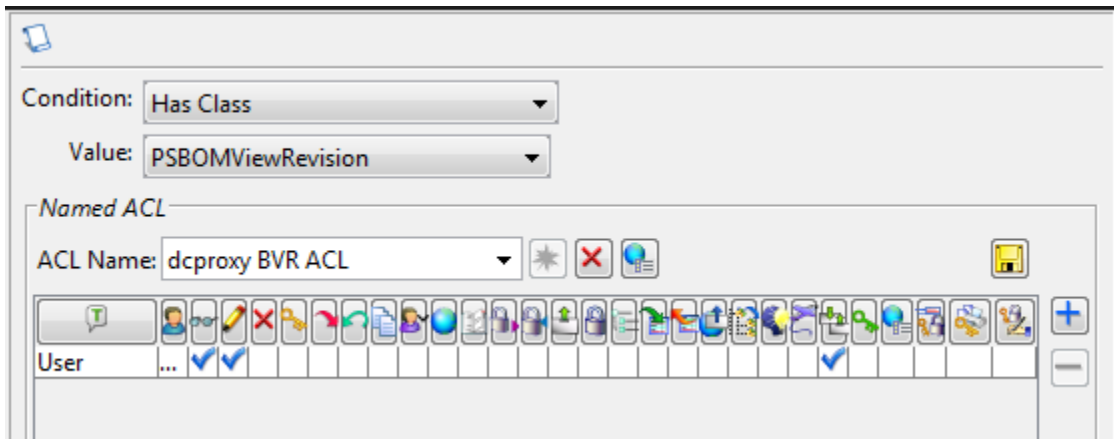 Condition: Has Class
Value: PSBOMViewRevision
Named ACL
ACL Name: dcproxy BVR ACL
T
User ...